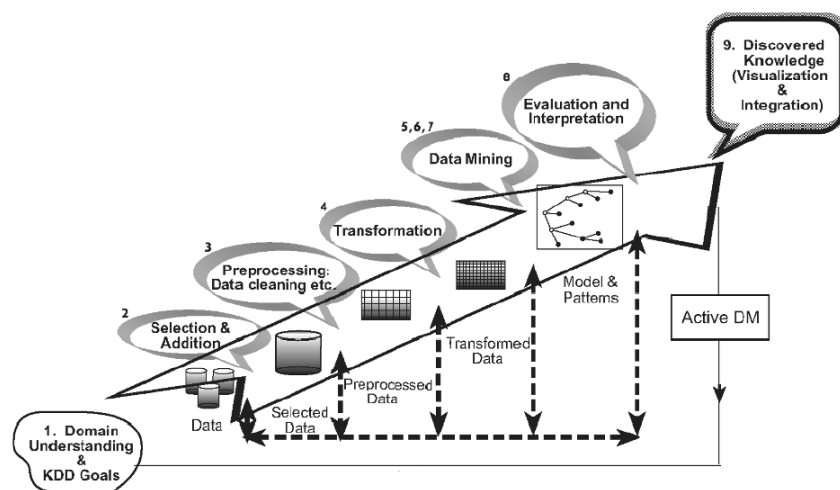 1. Domain
Understanding
&
KDD Goals
2
Selection &
Addition
3
Preprocessing:
Data cleaning etc.
4
Transformation
5,6,7
Data Mining
8
Evaluation and
Interpretation
9. Discovered
Knowledge
(Visualization
&
Integration)
Data
Selected
Data
Preprocessed
Data
Transformed
Data
Model &
Patterns
Active DM